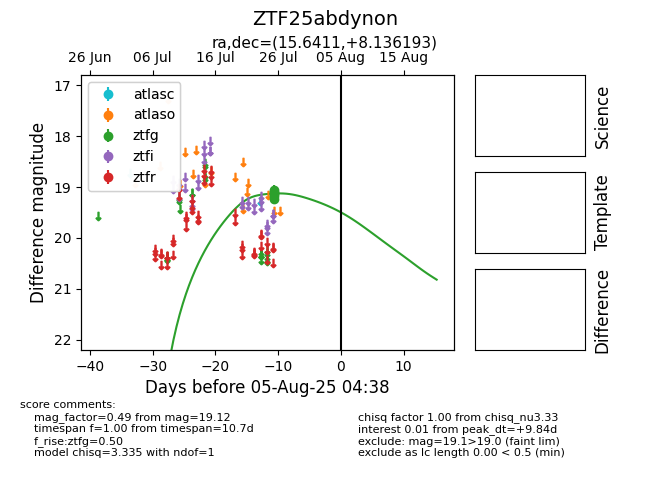 ZTF25abdynon
ra,dec=(15.6411,+8.136193)
26 Jun 06 Jul 16 Jul 26 Jul 05 Aug 15 Aug
atlasc
atlaso
ztfg
ztfi
ztfr
17
18
19
20
21
22
Difference magnitude
−40 −30 −20 −10 0 10
Days before 05-Aug-25 04:38
Science
Template
Difference
score comments:
mag_factor=0.49 from mag=19.12
timespan f=1.00 from timespan=10.7d
f_rise:ztfg=0.50
model chisq=3.335 with ndof=1
chisq factor 1.00 from chisq_nu3.33
interest 0.01 from peak_dt=+9.84d
exclude: mag=19.1>19.0 (faint lim)
exclude as lc length 0.00 < 0.5 (min)